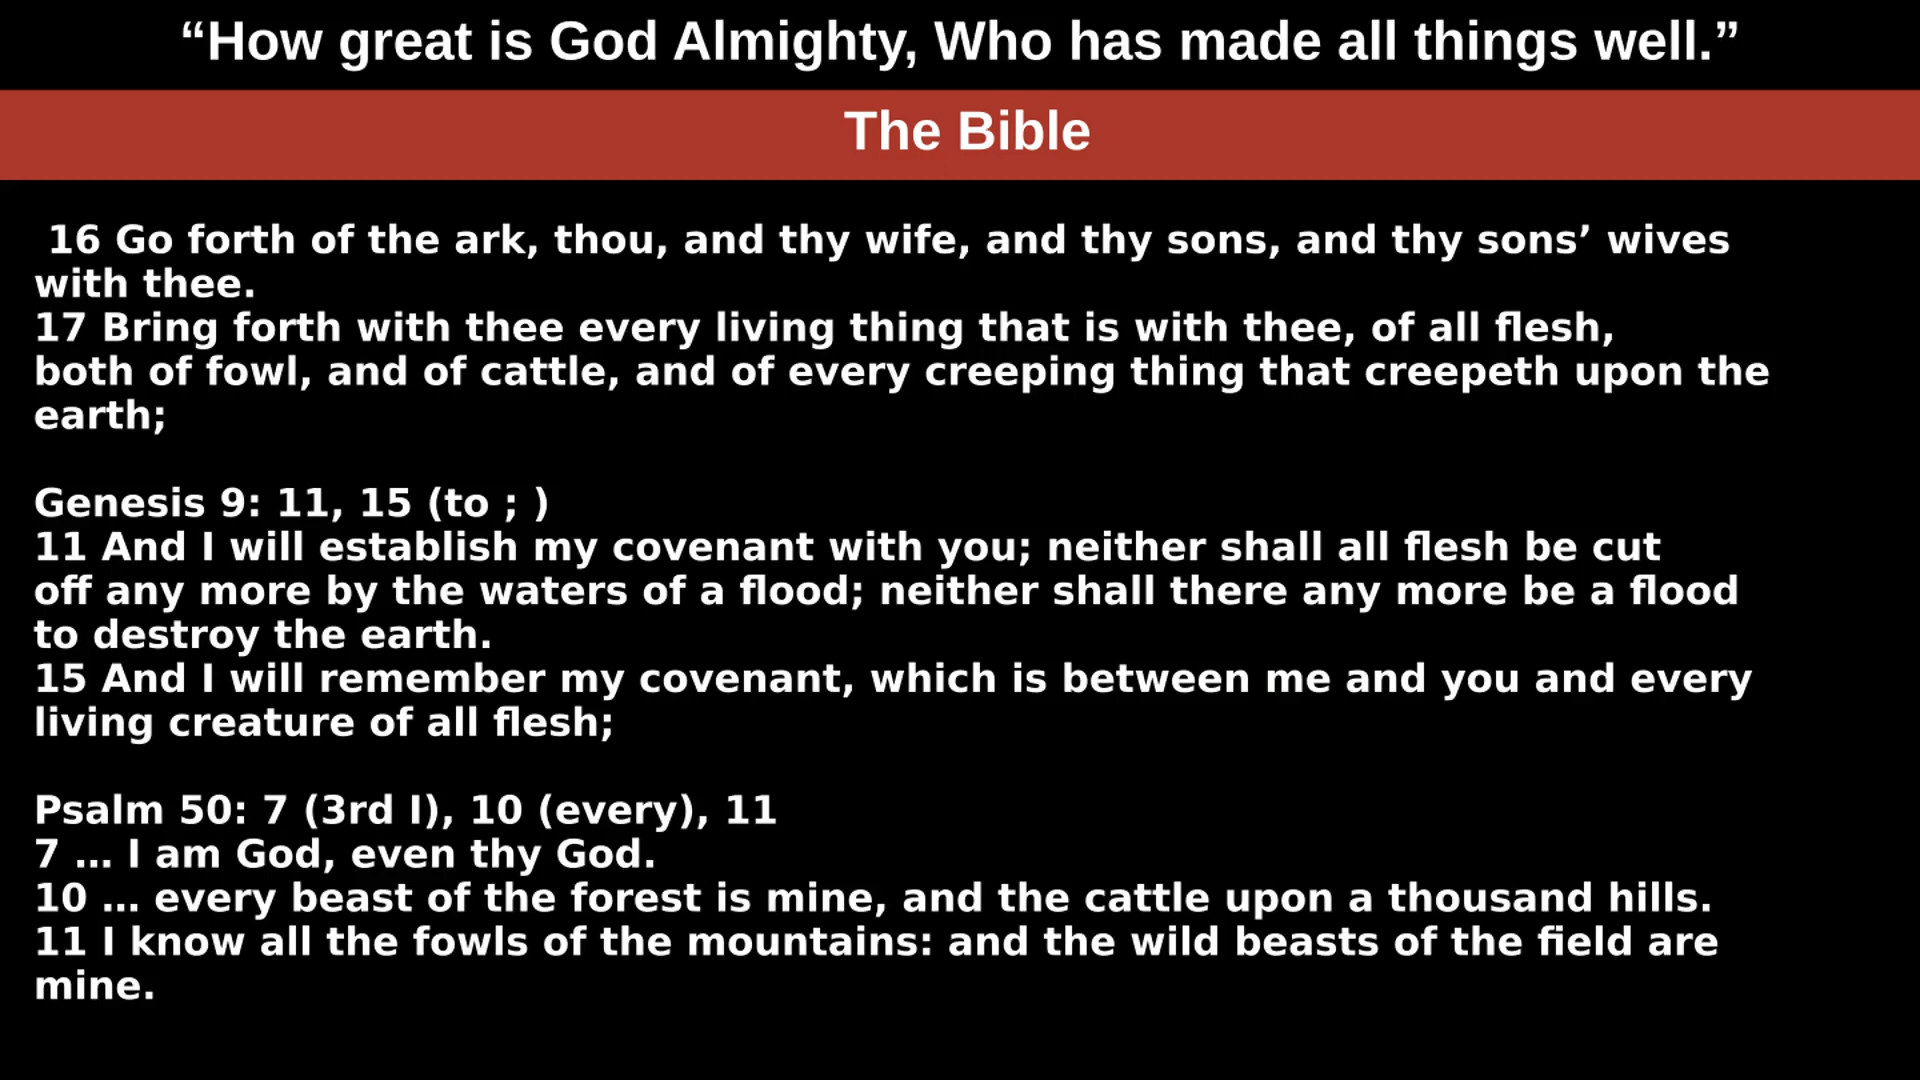 “How great is God Almighty, Who has made all things well.”
The Bible
16 Go forth of the ark, thou, and thy wife, and thy sons, and thy sons’ wives
with thee.
17 Bring forth with thee every living thing that is with thee, of all flesh,
both of fowl, and of cattle, and of every creeping thing that creepeth upon the
earth;
Genesis 9: 11, 15 (to ; )
11 And I will establish my covenant with you; neither shall all flesh be cut
off any more by the waters of a flood; neither shall there any more be a flood
to destroy the earth.
15 And I will remember my covenant, which is between me and you and every
living creature of all flesh;
Psalm 50: 7 (3rd I), 10 (every), 11
7 … I am God, even thy God.
10 … every beast of the forest is mine, and the cattle upon a thousand hills.
11 I know all the fowls of the mountains: and the wild beasts of the field are
mine.